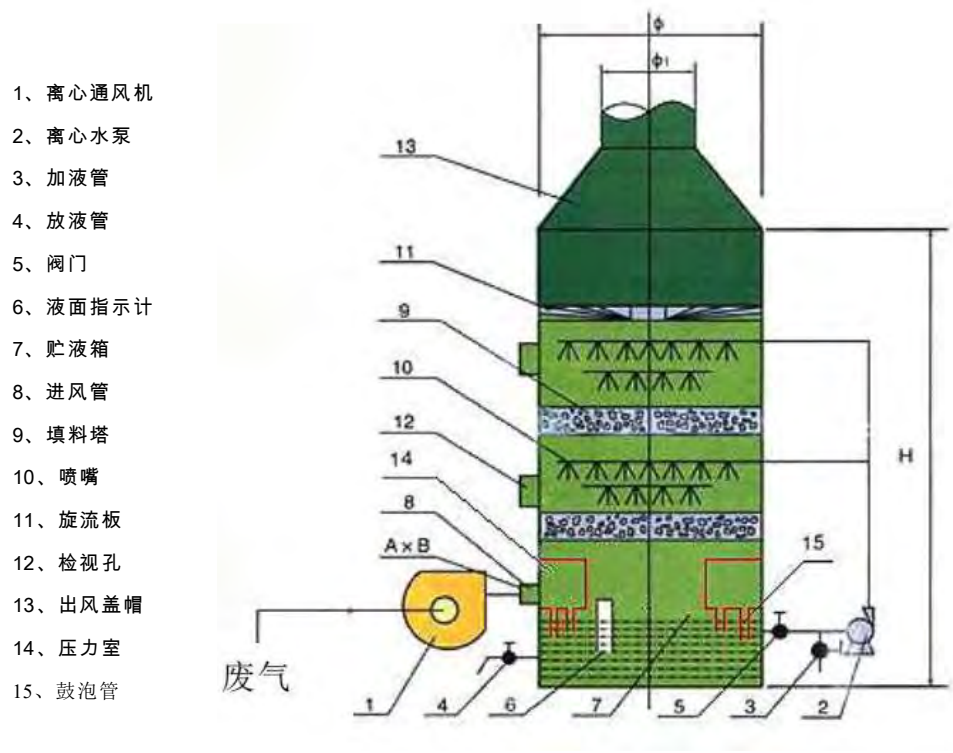 1、离心通风机
2、离心水泵
3、加液管
4、放液管
5、阀门
6、液面指示计
7、贮液箱
8、进风管
9、填料塔
10、喷嘴
11、旋流板
12、检视孔
13、出风盖帽
14、压力室
15、鼓泡管
ϕ
ϕ1
13
11
9
10
12
14
8
A×B
H
15
废气
1
4
6
7
5
3
2